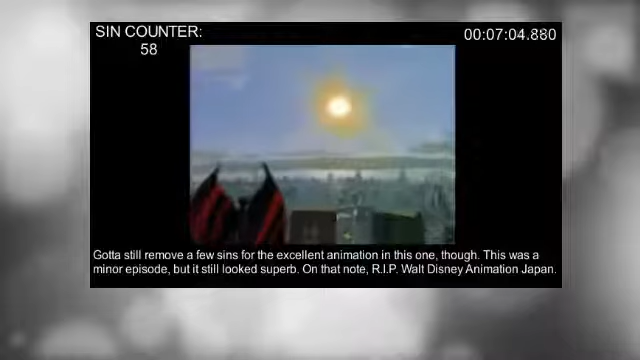 SIN COUNTER:
58
00:07:04.880
Gotta still remove a few sins for the excellent animation in this one, though. This was a
minor episode, but it still looked superb. On that note, R.I.P. Walt Disney Animation Japan.